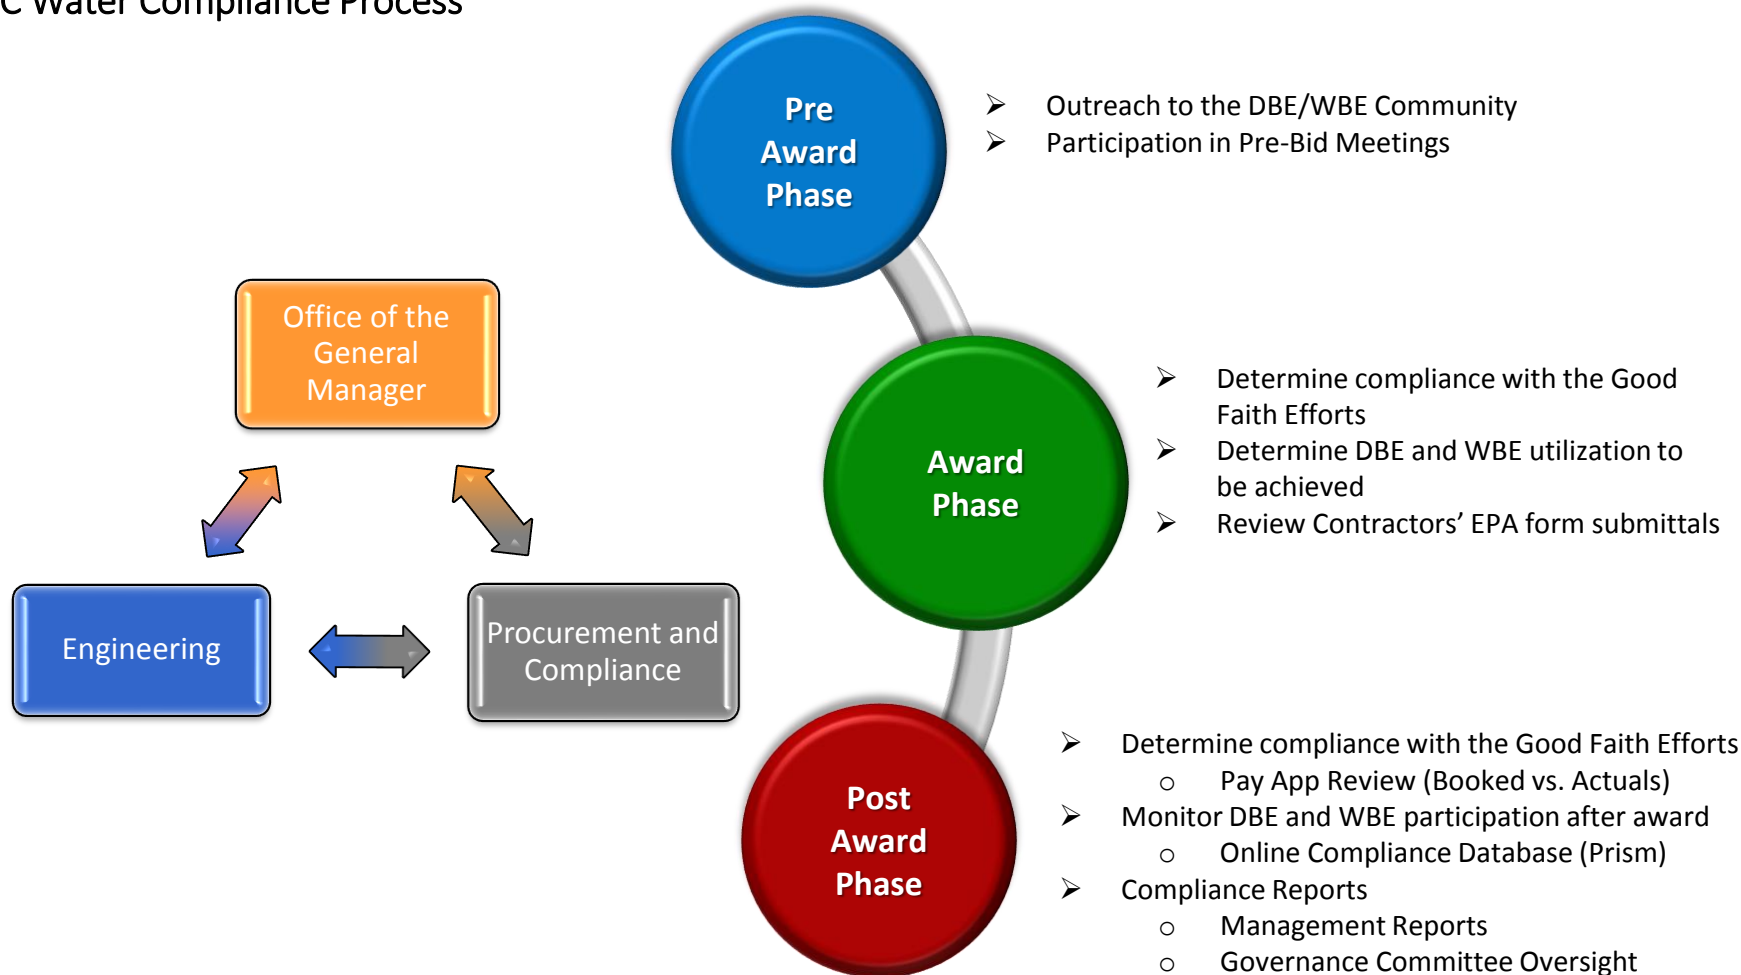 C Water Compliance Process
Pre
Award
Phase
➢ Outreach to the DBE/WBE Community
➢ Participation in Pre-Bid Meetings
Office of the
General
Manager
Engineering
Procurement and
Compliance
Award
Phase
➢ Determine compliance with the Good
Faith Efforts
➢ Determine DBE and WBE utilization to
be achieved
➢ Review Contractors’ EPA form submittals
Post
Award
Phase
➢ Determine compliance with the Good Faith Efforts
o Pay App Review (Booked vs. Actuals)
➢ Monitor DBE and WBE participation after award
o Online Compliance Database (Prism)
➢ Compliance Reports
o Management Reports
o Governance Committee Oversight